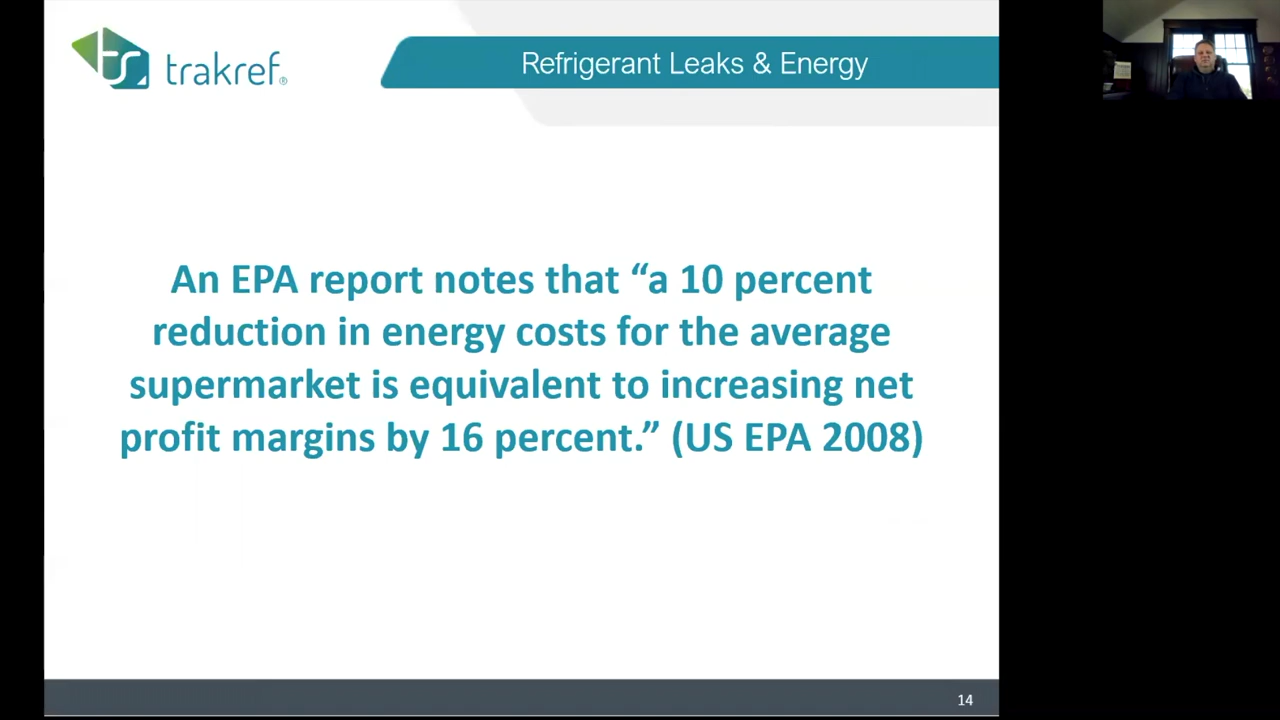 trakref®
Refrigerant Leaks & Energy
An EPA report notes that “a 10 percent
reduction in energy costs for the average
supermarket is equivalent to increasing net
profit margins by 16 percent.” (US EPA 2008)
14